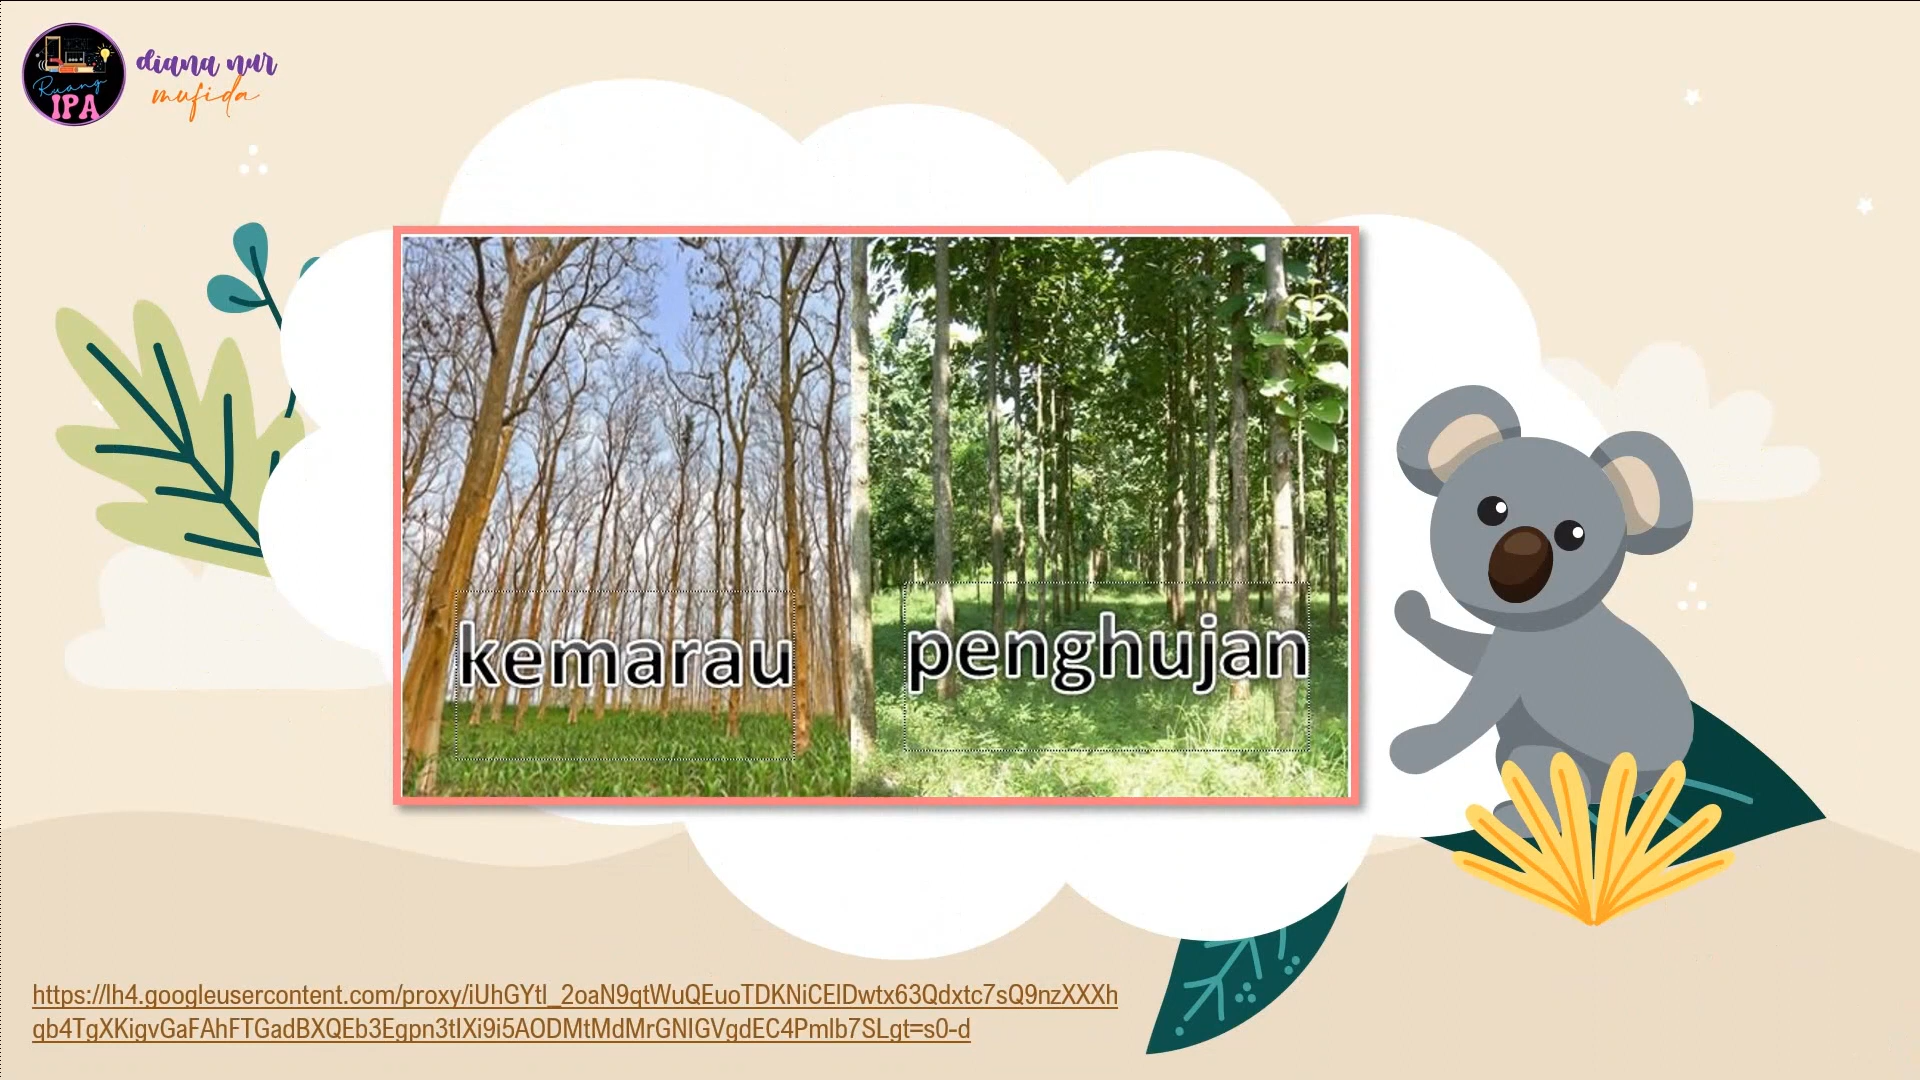 Ruang
IPA
diana nur
mufida
kemarau
penghujan
https://lh4.googleusercontent.com/proxy/iUhGYtl_2oaN9qtWuQEuoTDKNiCElDwtx63Qdxtc7sQ9nzXXXh
qb4TgXKigvGaFAhFTGadBXQEb3Egpn3tIXi9i5AODMtMdMrGNIGVgdEC4Pmlb7SLgt=s0-d